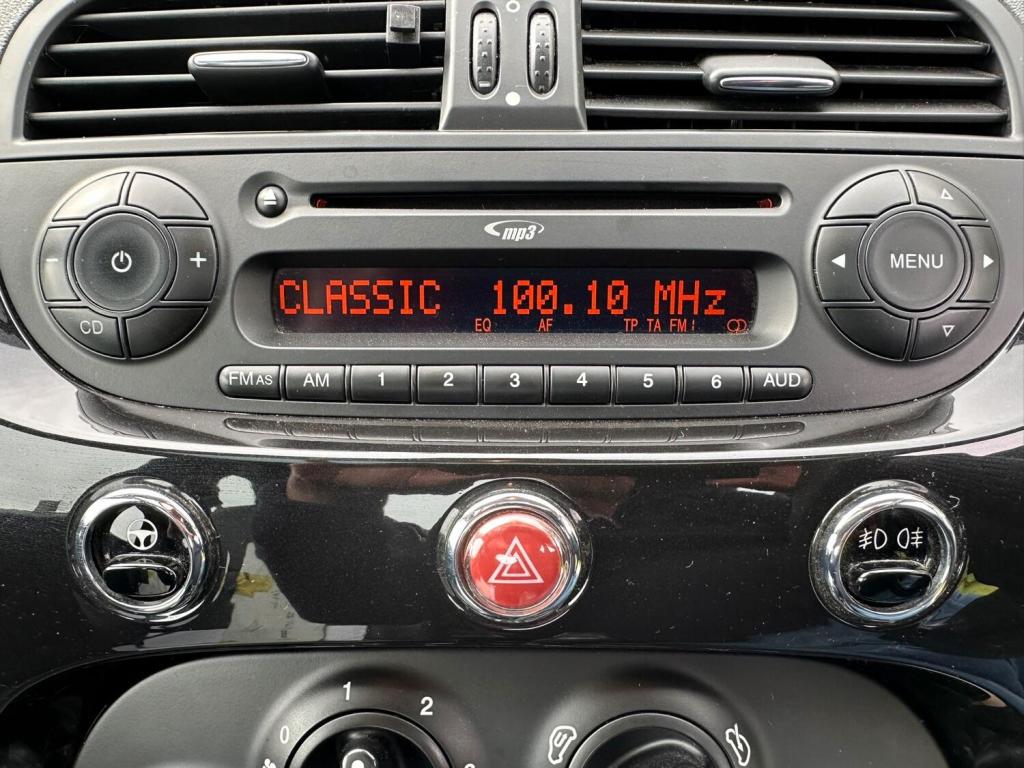 mp3
- +
CD
MENU
CLASSIC 100.10 MHz
EQ AF TP TA FM1
FM AS AM 1 2 3 4 5 6 AUD
0 1 2